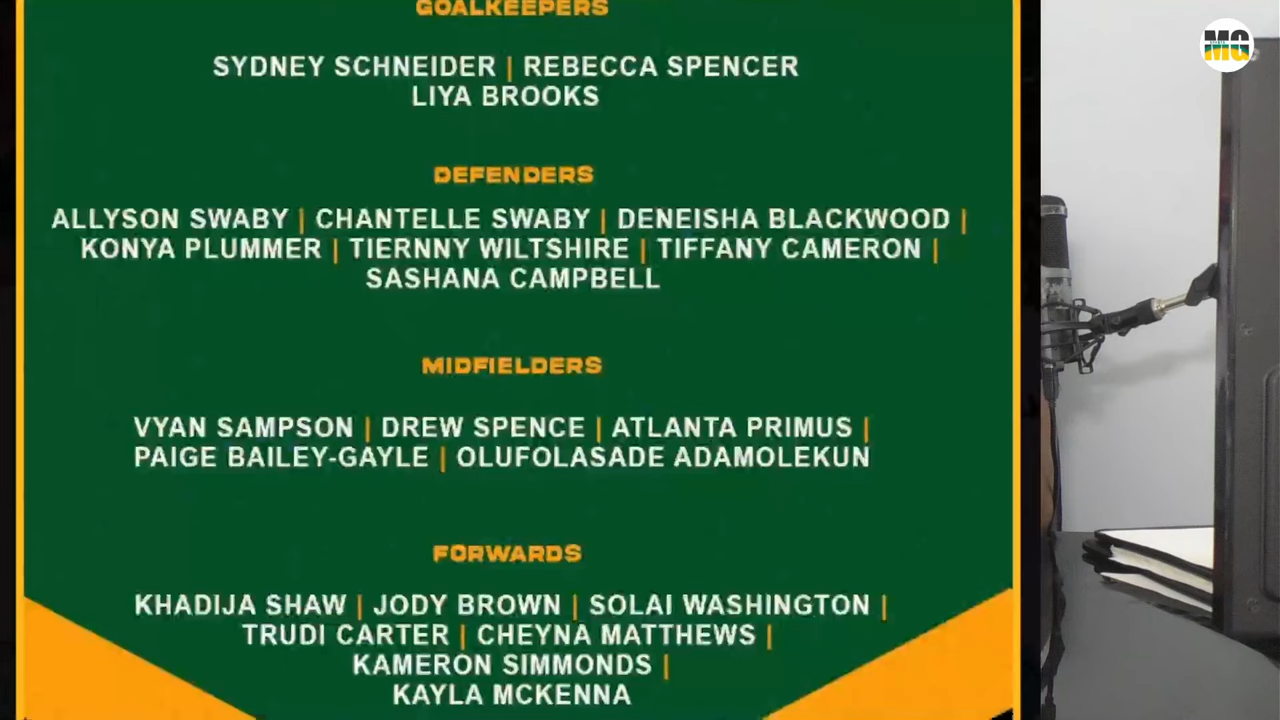 GOALKEEPERS
SYDNEY SCHNEIDER | REBECCA SPENCER
LIYA BROOKS
DEFENDERS
ALLYSON SWABY | CHANTELLE SWABY | DENEISHA BLACKWOOD |
KONYA PLUMMER | TIERNNY WILTSHIRE | TIFFANY CAMERON |
SASHANA CAMPBELL
MIDFIELDERS
VYAN SAMPSON | DREW SPENCE | ATLANTA PRIMUS |
PAIGE BAILEY-GAYLE | OLUFOLASADE ADAMOLEKUN
FORWARDS
KHADIJA SHAW | JODY BROWN | SOLAI WASHINGTON |
TRUDI CARTER | CHEYNA MATTHEWS |
KAMERON SIMMONDS |
KAYLA MCKENNA
MG